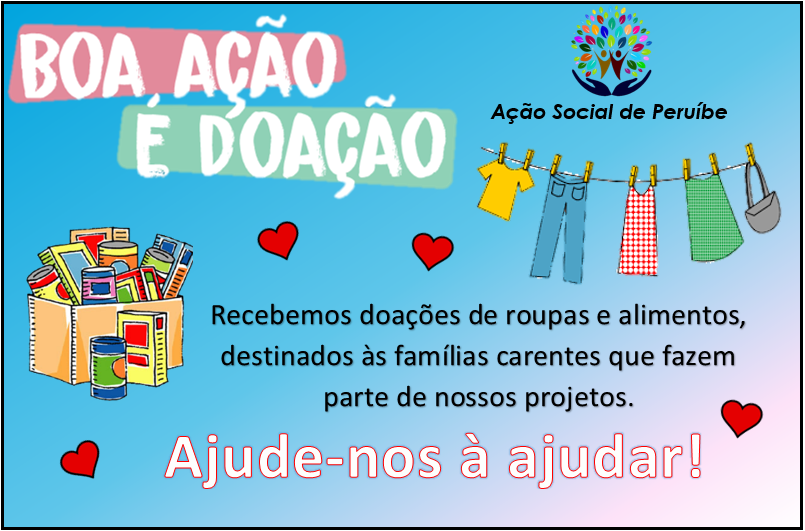 BOA AÇÃO
É DOAÇÃO
Ação Social de Peruíbe
Recebemos doações de roupas e alimentos,
destinados às famílias carentes que fazem
parte de nossos projetos.
Ajude-nos à ajudar!